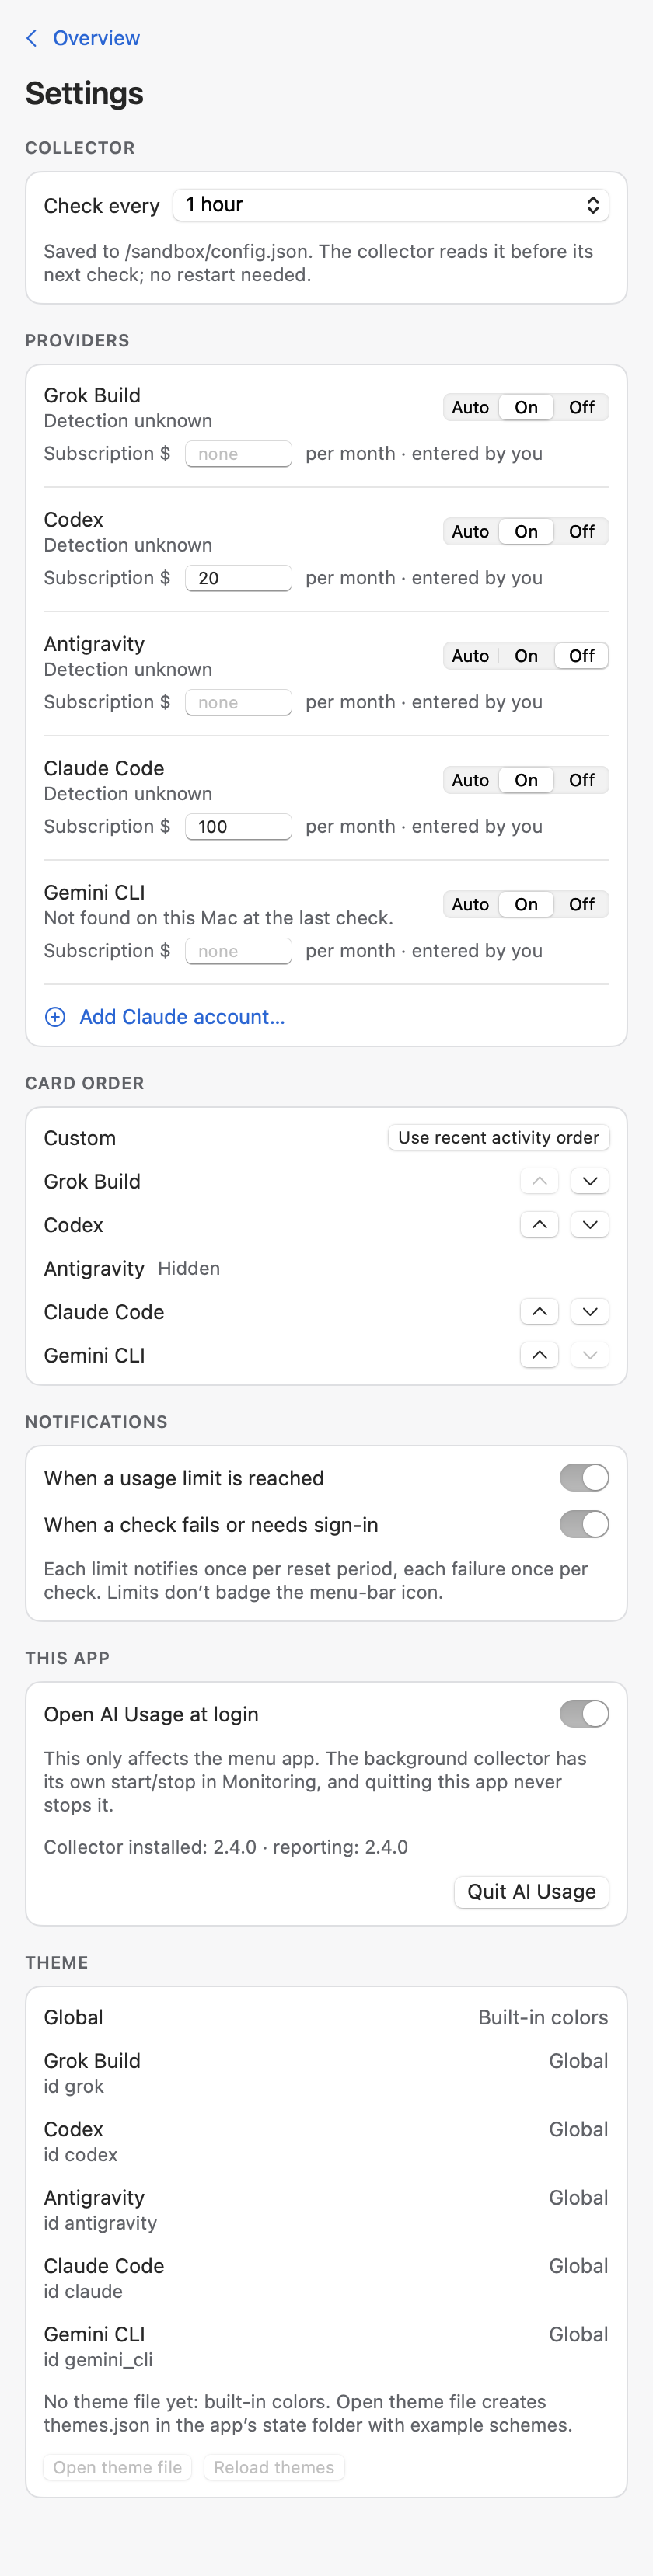 Overview
Settings
COLLECTOR
Check every 1 hour
Saved to /sandbox/config.json. The collector reads it before its
next check; no restart needed.
PROVIDERS
Grok Build
Auto On Off
Detection unknown
Subscription $ none per month · entered by you
Codex
Auto On Off
Detection unknown
Subscription $ 20 per month · entered by you
Antigravity
Auto On Off
Detection unknown
Subscription $ none per month · entered by you
Claude Code
Auto On Off
Detection unknown
Subscription $ 100 per month · entered by you
Gemini CLI
Auto On Off
Not found on this Mac at the last check.
Subscription $ none per month · entered by you
Add Claude account...
CARD ORDER
Custom Use recent activity order
Grok Build
Codex
Antigravity Hidden
Claude Code
Gemini CLI
NOTIFICATIONS
When a usage limit is reached
When a check fails or needs sign-in
Each limit notifies once per reset period, each failure once per
check. Limits don’t badge the menu-bar icon.
THIS APP
Open AI Usage at login
This only affects the menu app. The background collector has
its own start/stop in Monitoring, and quitting this app never
stops it.
Collector installed: 2.4.0 · reporting: 2.4.0
Quit AI Usage
THEME
Global Built-in colors
Grok Build Global
id grok
Codex Global
id codex
Antigravity Global
id antigravity
Claude Code Global
id claude
Gemini CLI Global
id gemini_cli
No theme file yet: built-in colors. Open theme file creates
themes.json in the app’s state folder with example schemes.
Open theme file Reload themes